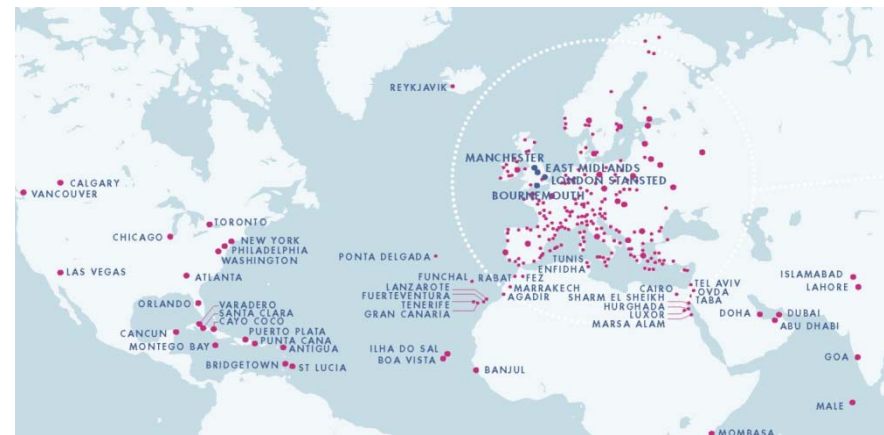 REYKJAVIK
MANCHESTER
EAST MIDLANDS
LONDON STANSTED
BOURNEMOUTH
CALGARY
VANCOUVER
TORONTO
CHICAGO
NEW YORK
PHILADELPHIA
WASHINGTON
LAS VEGAS
ATLANTA
PONTA DELGADA
TUNIS
ENFIDHA
FUNCHAL
RABAT
FEZ
LANZAROTE
MARRAKECH
FUERTEVENTURA
AGADIR
TENERIFE
GRAN CANARIA
CAIRO
TEL AVIV
SHARM EL SHEIKH
OVDA
HURGHADA
TABA
LUXOR
MARSA ALAM
ISLAMABAD
LAHORE
DOHA
DUBAI
ABU DHABI
ORLANDO
VARADERO
SANTA CLARA
CAYO COCO
CANCUN
PUERTO PLATA
MONTEGO BAY
PUNTA CANA
ANTIGUA
BRIDGETOWN
ST LUCIA
ILHA DO SAL
BOA VISTA
BANJUL
GOA
MALE
MOMBASA